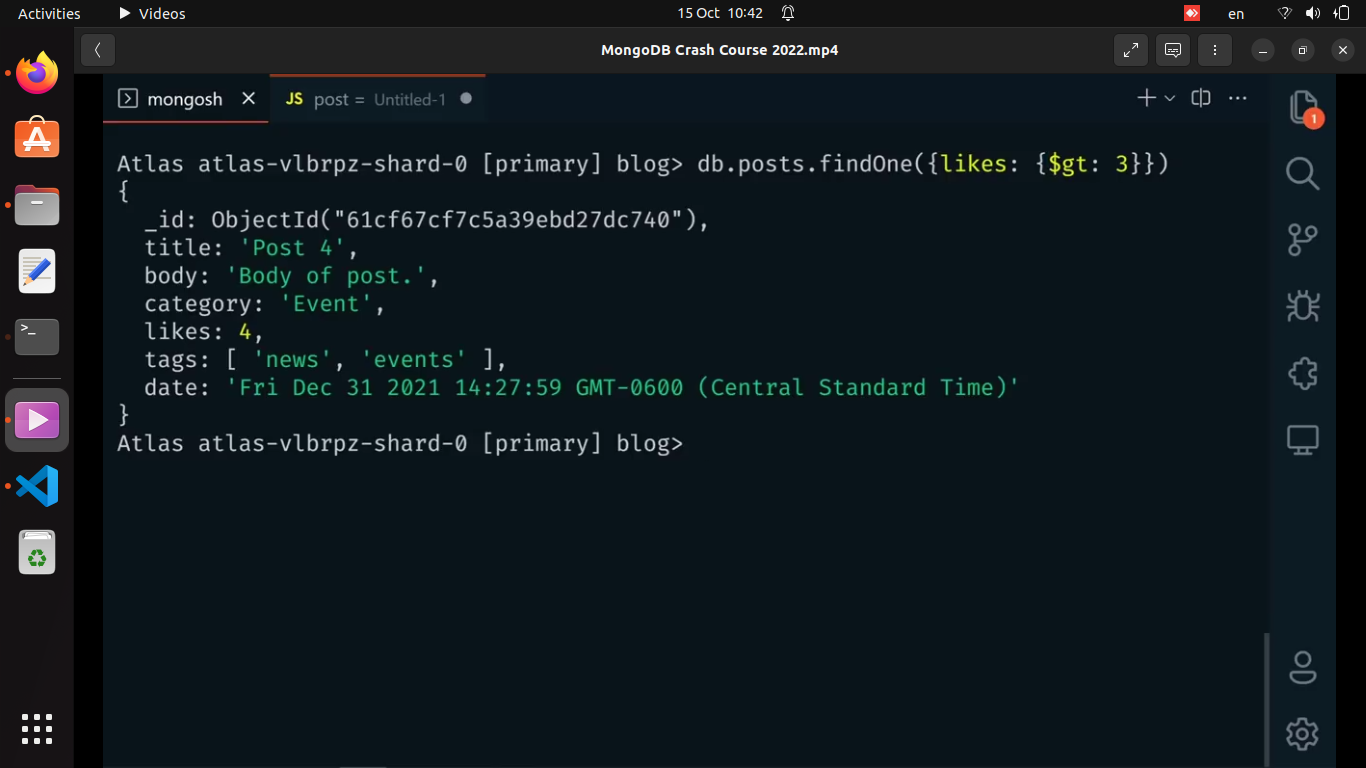 Activities
Videos
15 Oct 10:42
en
MongoDB Crash Course 2022.mp4
mongosh
JS post = Untitled-1
1
Atlas atlas-vlbrpz-shard-0 [primary] blog> db.posts.findOne({likes: {$gt: 3}})
{
  _id: ObjectId("61cf67cf7c5a39ebd27dc740"),
  title: 'Post 4',
  body: 'Body of post.',
  category: 'Event',
  likes: 4,
  tags: [ 'news', 'events' ],
  date: 'Fri Dec 31 2021 14:27:59 GMT-0600 (Central Standard Time)'
}
Atlas atlas-vlbrpz-shard-0 [primary] blog>